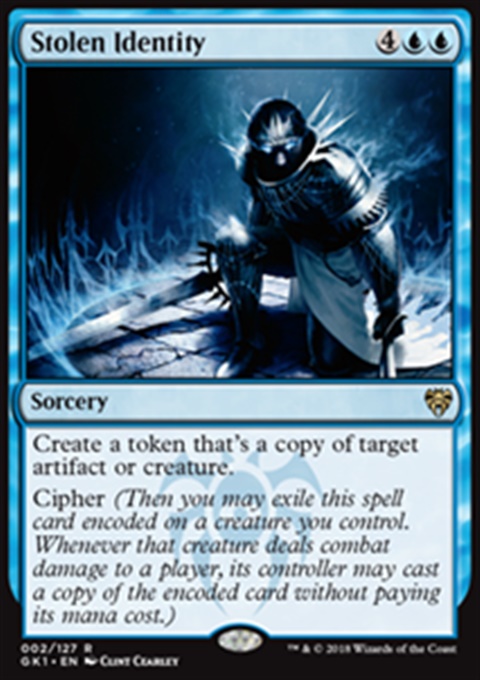 Stolen Identity 4
Sorcery
Create a token that's a copy of target
artifact or creature.
Cipher (Then you may exile this spell
card encoded on a creature you control.
Whenever that creature deals combat
damage to a player, its controller may cast
a copy of the encoded card without paying
its mana cost.)
002/127 R
GK1 • EN Clint Cearley
™ & © 2018 Wizards of the Coast